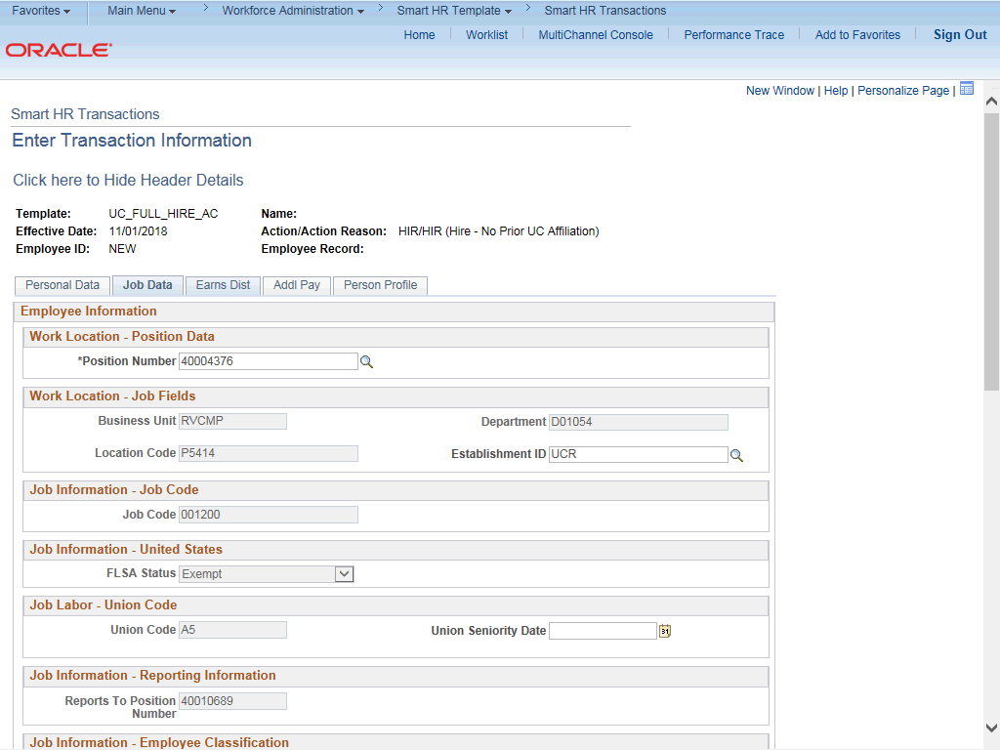 Favorites Main Menu > Workforce Administration > Smart HR Template > Smart HR Transactions
Home Worklist MultiChannel Console Performance Trace Add to Favorites Sign Out
ORACLE
New Window | Help | Personalize Page |
Smart HR Transactions
Enter Transaction Information
Click here to Hide Header Details
Template: UC_FULL_HIRE_AC Name:
Effective Date: 11/01/2018 Action/Action Reason: HIR/HIR (Hire - No Prior UC Affiliation)
Employee ID: NEW Employee Record:
Personal Data Job Data Earns Dist Addl Pay Person Profile
Employee Information
Work Location - Position Data
*Position Number 40004376
Work Location - Job Fields
Business Unit RVCMP Department D01054
Location Code P5414 Establishment ID UCR
Job Information - Job Code
Job Code 001200
Job Information - United States
FLSA Status Exempt
Job Labor - Union Code
Union Code A5 Union Seniority Date 31
Job Information - Reporting Information
Reports To Position 40010689
Number
Job Information - Employee Classification